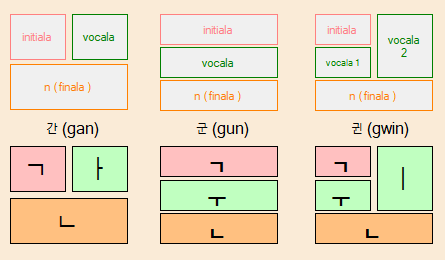 initiala vocala
n (finala )
initiala
vocala
n (finala)
initiala
vocala 1
vocala 2
n (finala)
간 (gan)
군 (gun)
귄 (gwin)
ㄱ ㅏ
ㄴ
ㄱ
ㅜ
ㄴ
ㄱ
ㅜ
ㅣ
ㄴ